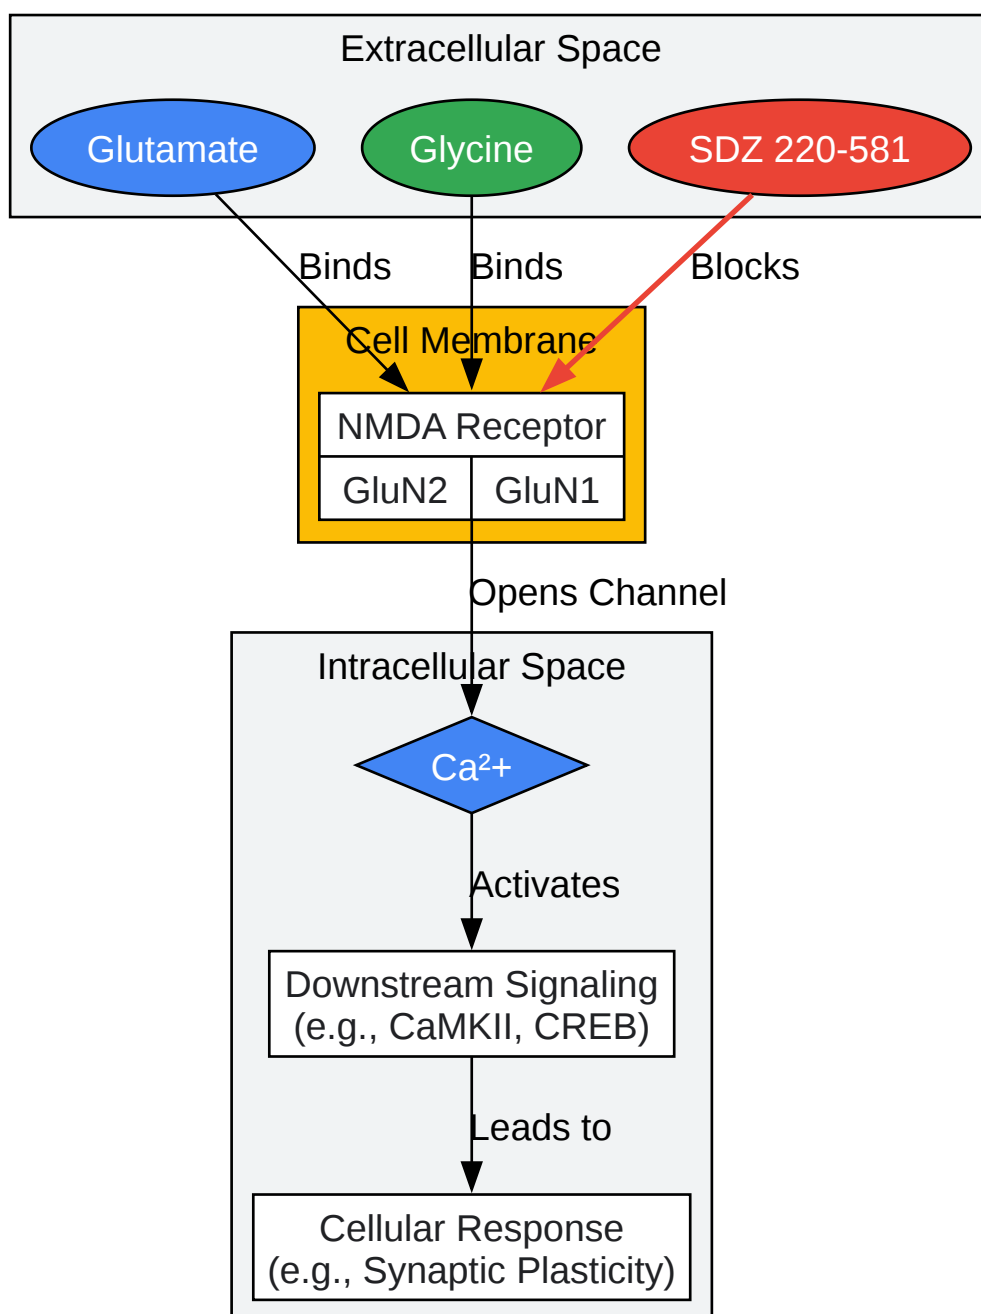 Extracellular Space
Glutamate
Glycine
SDZ 220-581
Binds
Binds
Blocks
Cell Membrane
NMDA Receptor
GluN2
GluN1
Opens Channel
Intracellular Space
Ca²+
Activates
Downstream Signaling
(e.g., CaMKII, CREB)
Leads to
Cellular Response
(e.g., Synaptic Plasticity)